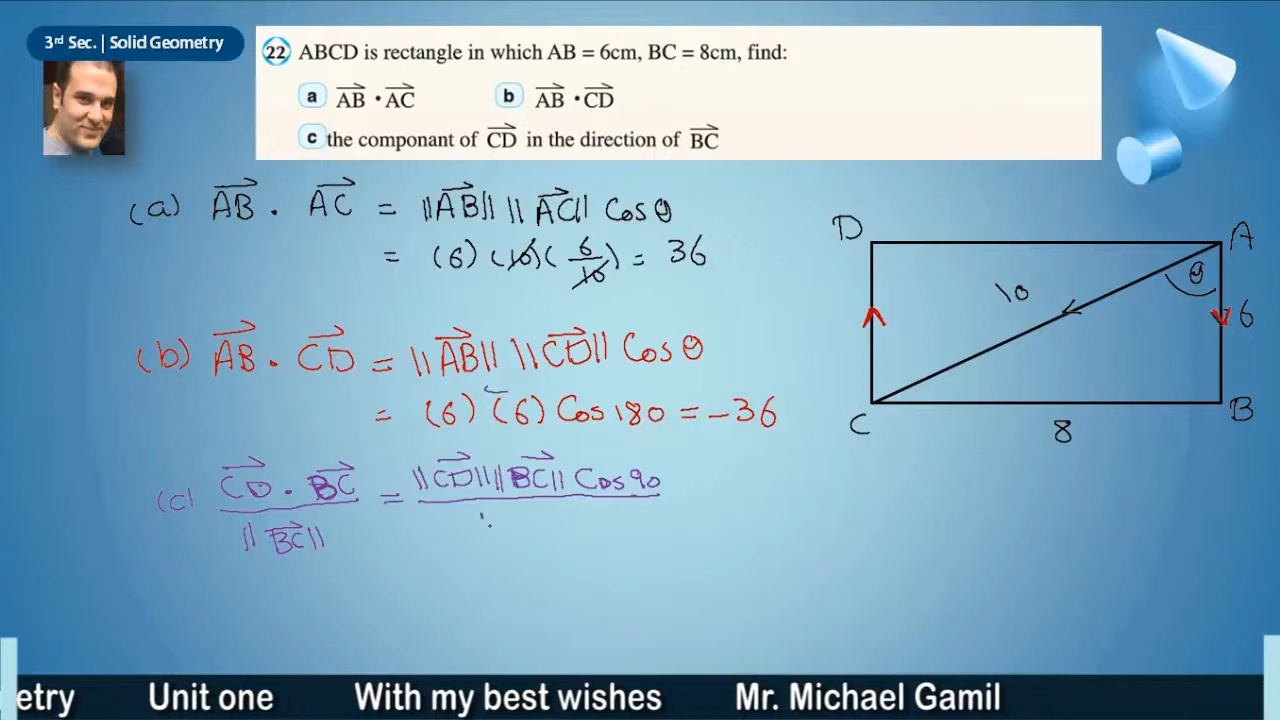 3rd Sec. | Solid Geometry
22 ABCD is rectangle in which AB = 6cm, BC = 8cm, find:
a AB · AC b AB · CD
c the componant of CD in the direction of BC
(a) AB . AC = ||AB|| ||AC|| Cos θ
= (6) (10) (6/10) = 36
(b) AB . CD = ||AB|| ||CD|| Cos θ
= (6) (6) Cos 180 = -36
(c) CD . BC / ||BC|| = ||CD|| ||BC|| Cos 90
D
A
θ
10
6
C
B
8
etry Unit one With my best wishes Mr. Michael Gamil